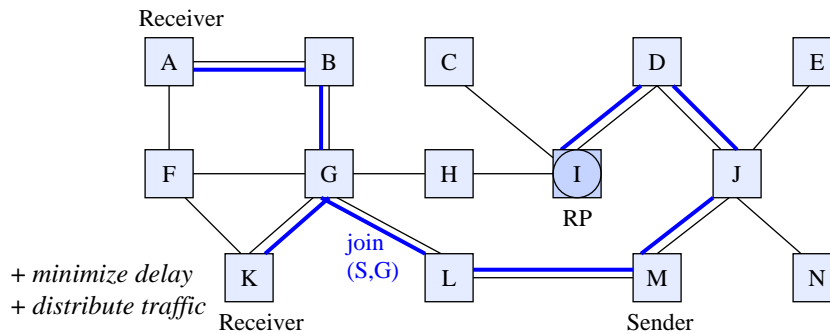 Receiver
A
B
C
D
E
F
G
H
I
J
RP
join
(S,G)
+ minimize delay
+ distribute traffic
K
L
M
N
Receiver
Sender